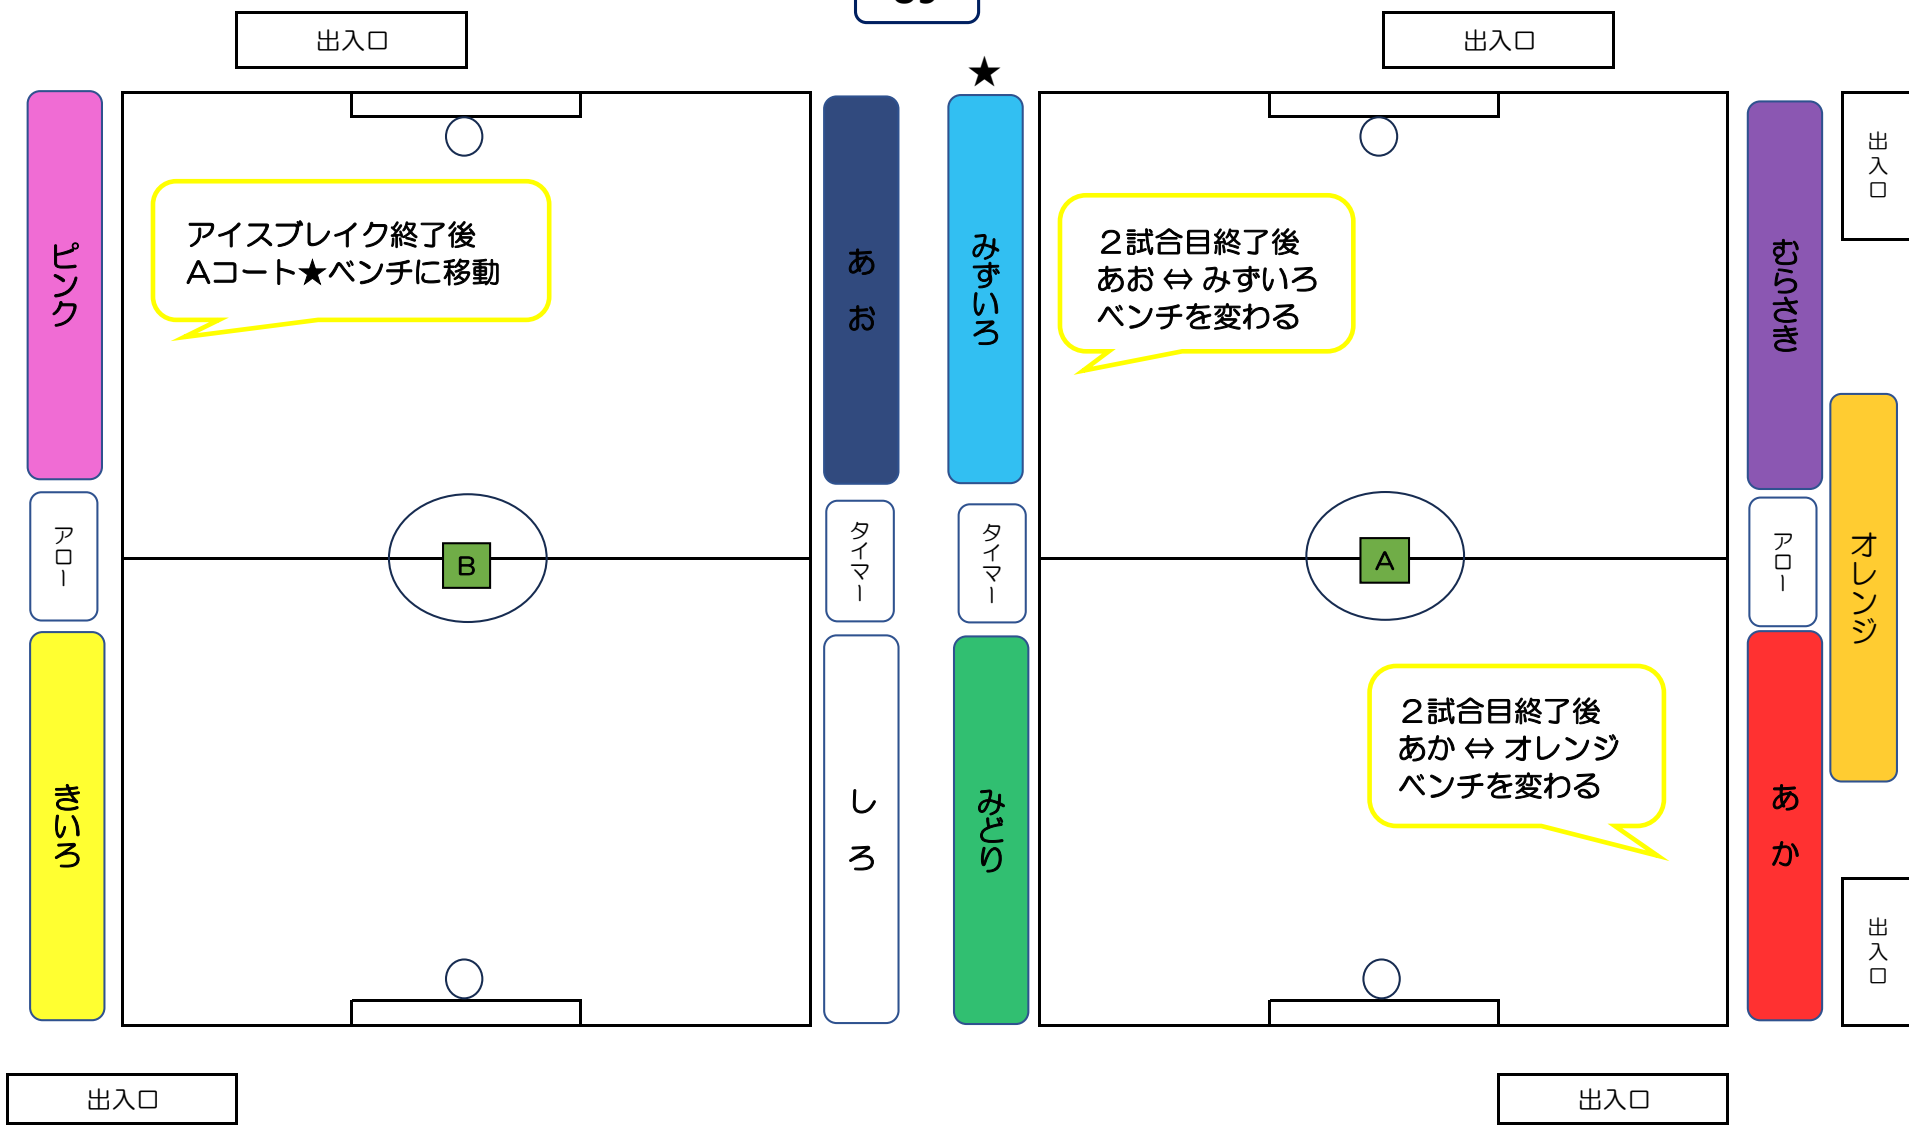 出入口
出入口
★
ピンク
アイスブレイク終了後
Aコート★ベンチに移動
あお
みずいろ
２試合目終了後
あお ⇔ みずいろ
ベンチを変わる
むらさき
出入口
アロー
B
タイマー
タイマー
A
アロー
オレンジ
きいろ
しろ
みどり
２試合目終了後
あか ⇔ オレンジ
ベンチを変わる
あか
出入口
出入口
出入口